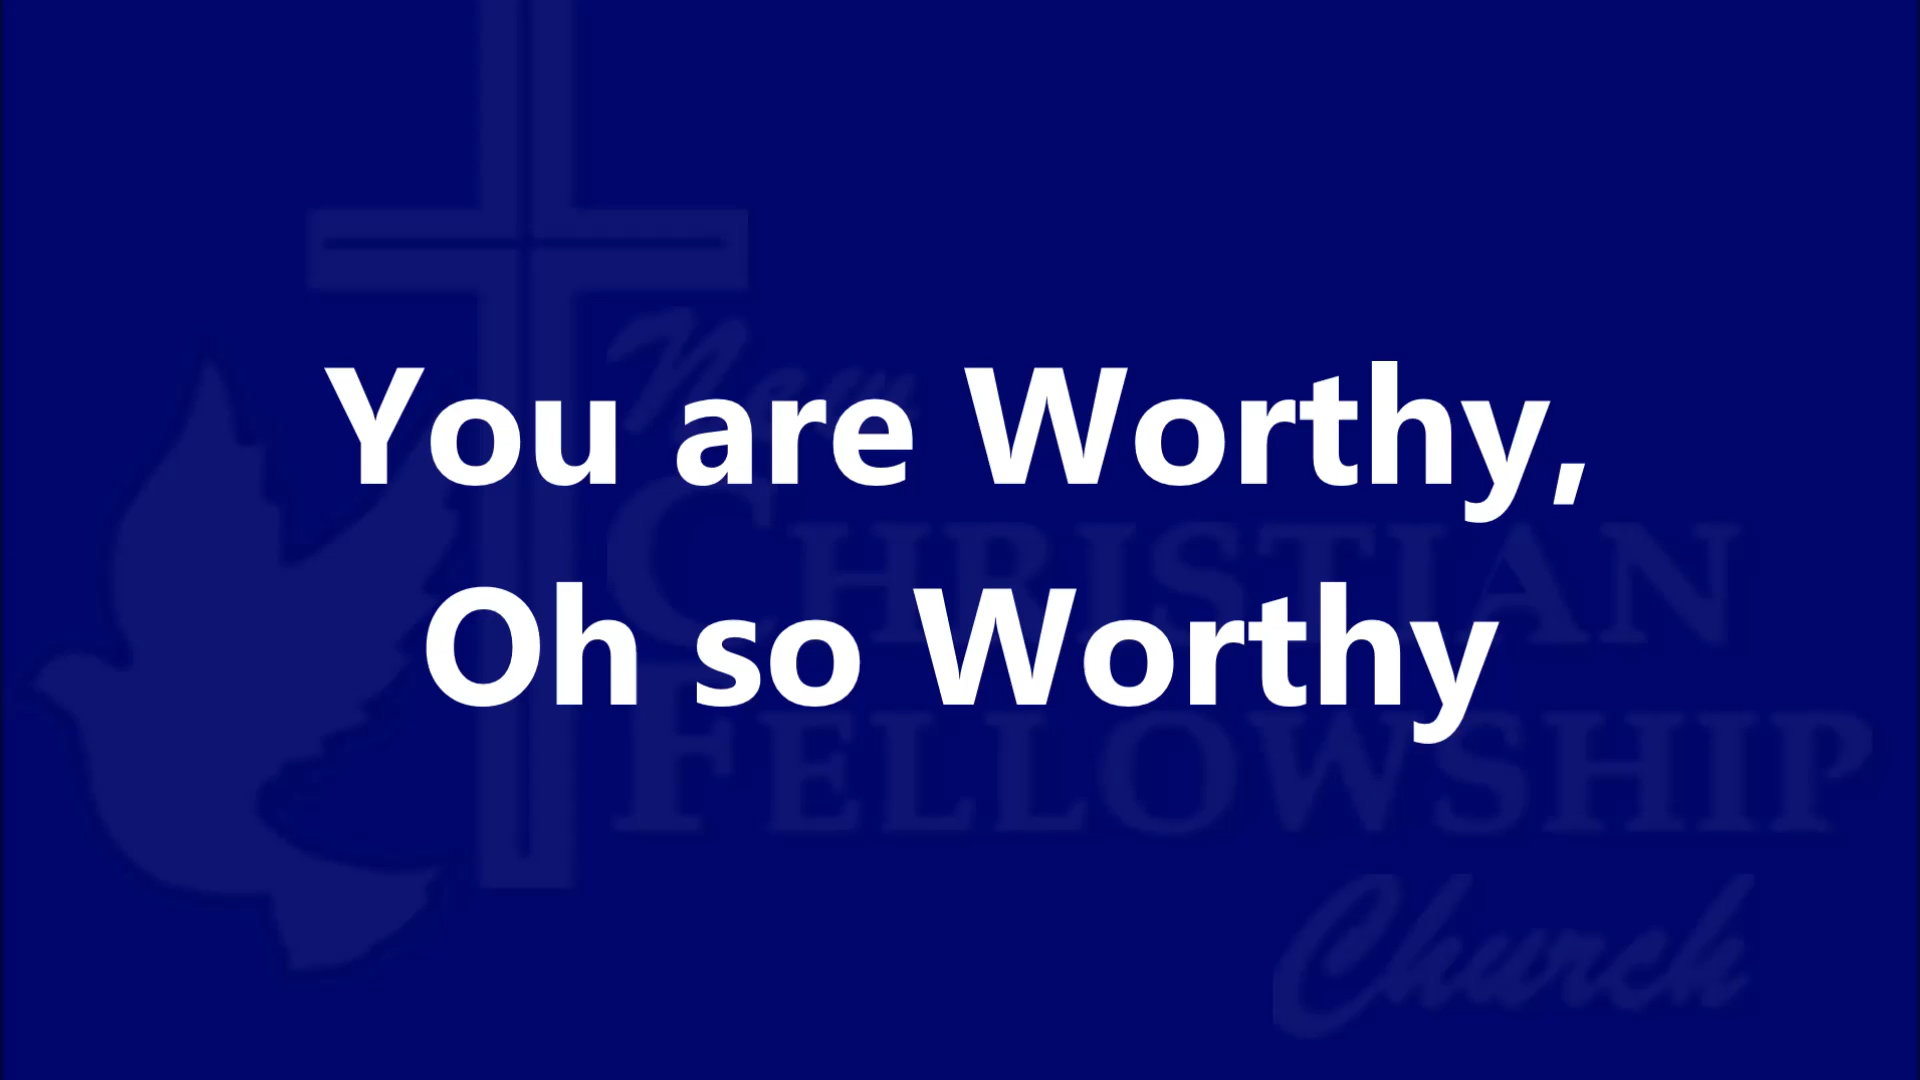 You are Worthy,
Oh so Worthy
New
CHRISTIAN
FELLOWSHIP
Church